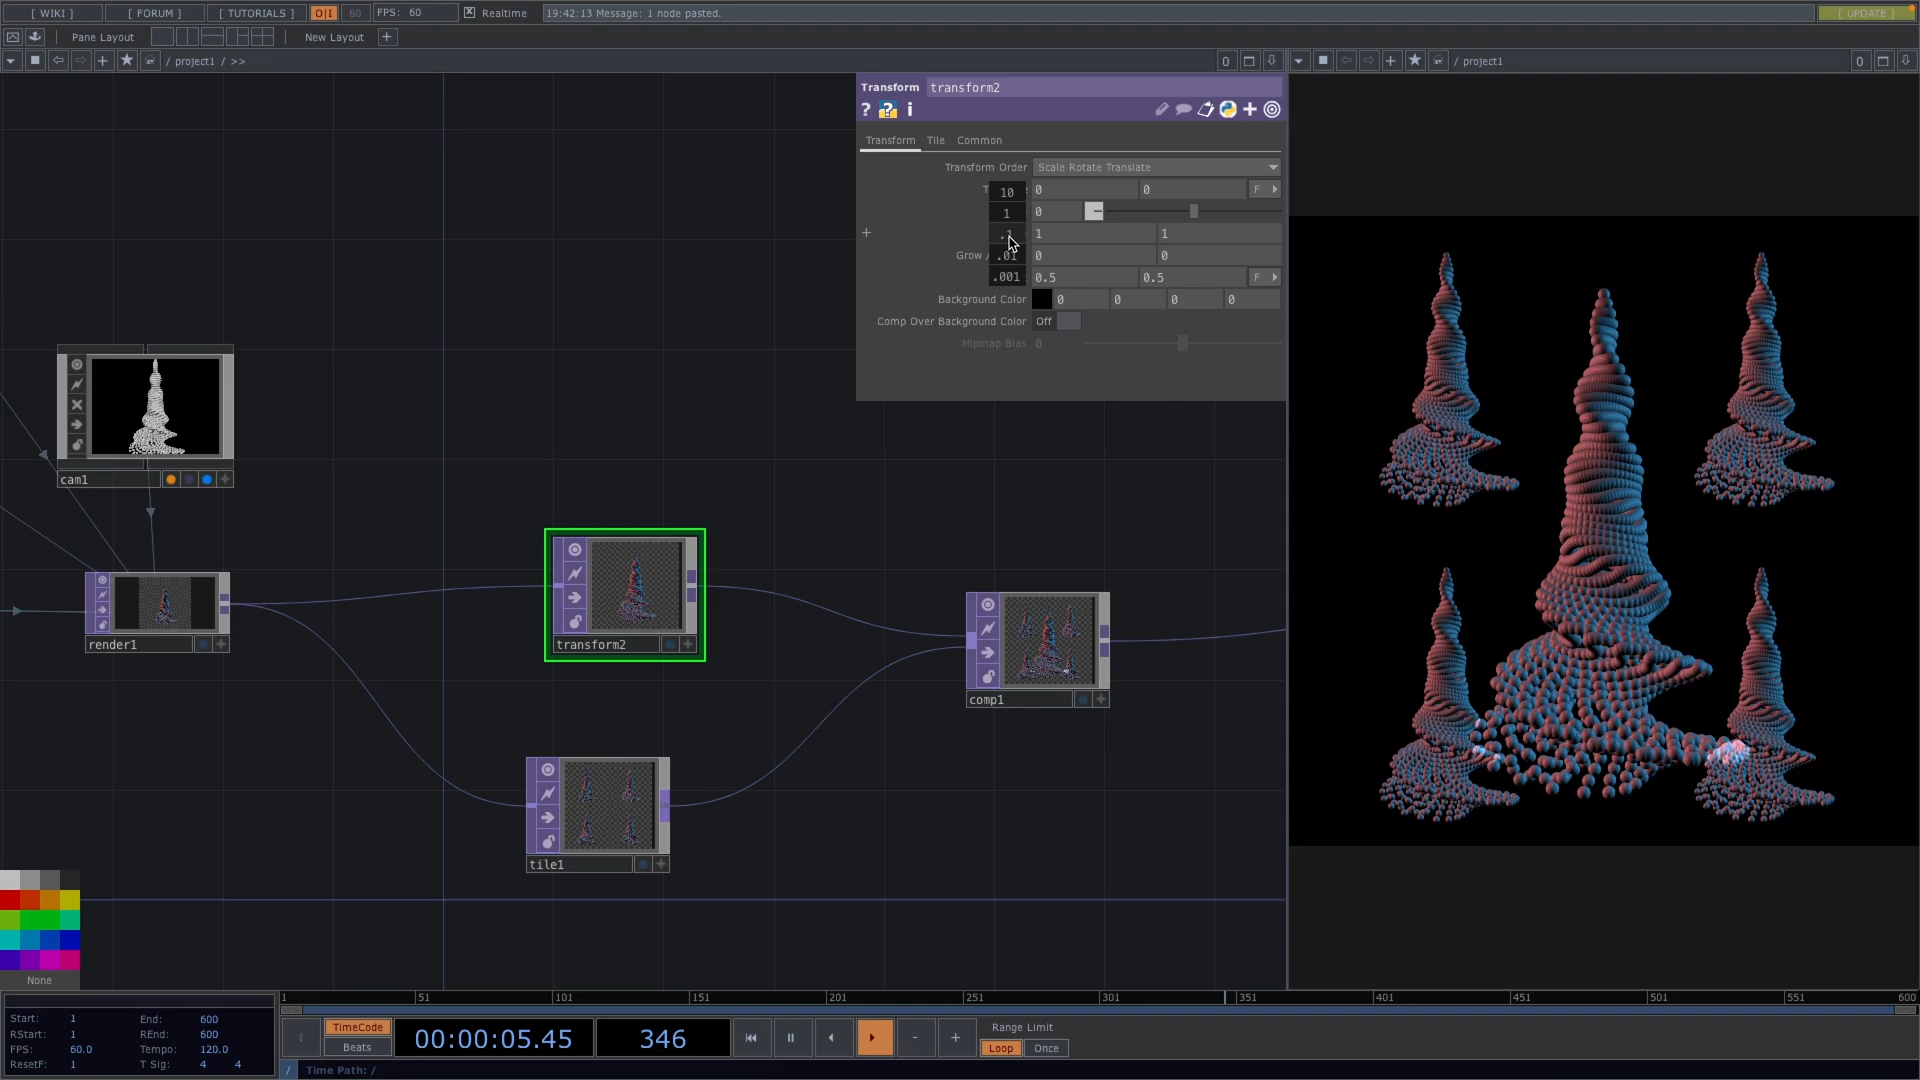 [ WIKI ] [ FORUM ] [ TUTORIALS ] O|I 60 FPS: 60 Realtime 19:42:13 Message: 1 node pasted. [ UPDATE ]
Pane Layout New Layout +
/ project1 / >> 0 / project1 0
Transform transform2
? ? i
Transform Tile Common
Transform Order Scale Rotate Translate
T 0 0 F
10
1 0
.1 1 1
Grow / .01 0 0
.001 0.5 0.5 F
Background Color 0 0 0 0
Comp Over Background Color Off
Mipmap Bias 0
cam1
render1
transform2
comp1
tile1
None
1 51 101 151 201 251 301 351 401 451 501 551 600
Start: 1 End: 600
RStart: 1 REnd: 600
FPS: 60.0 Tempo: 120.0
ResetF: 1 T Sig: 4 4
TimeCode
Beats
00:00:05.45 346
- +
Range Limit
Loop Once
/ Time Path: /